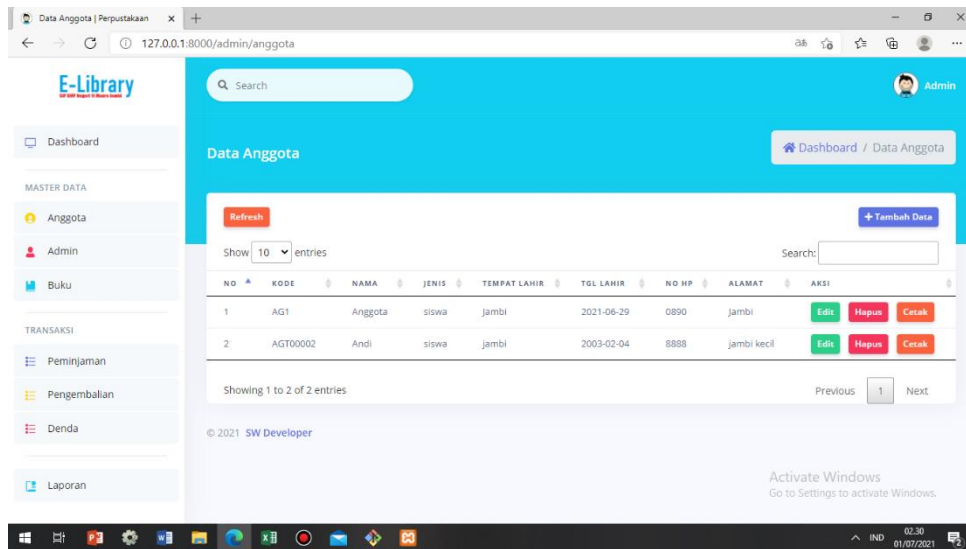 Data Anggota | Perpustakaan
127.0.0.1:8000/admin/anggota
E-Library
Search
Admin
Dashboard
Data Anggota
Dashboard / Data Anggota
MASTER DATA
Anggota
Admin
Buku
TRANSAKSI
Peminjaman
Pengembalian
Denda
Laporan
Refresh
+ Tambah Data
Show 10 entries
Search:
NO KODE NAMA JENIS TEMPAT LAHIR TGL LAHIR NO HP ALAMAT AKSI
1 AG1 Anggota siswa Jambi 2021-06-29 0890 Jambi Edit Hapus Cetak
2 AGT00002 Andi siswa jambi 2003-02-04 8888 jambi kecil Edit Hapus Cetak
Showing 1 to 2 of 2 entries
Previous 1 Next
© 2021 SW Developer
Activate Windows
Go to Settings to activate Windows.
IND
02.30
01/07/2021